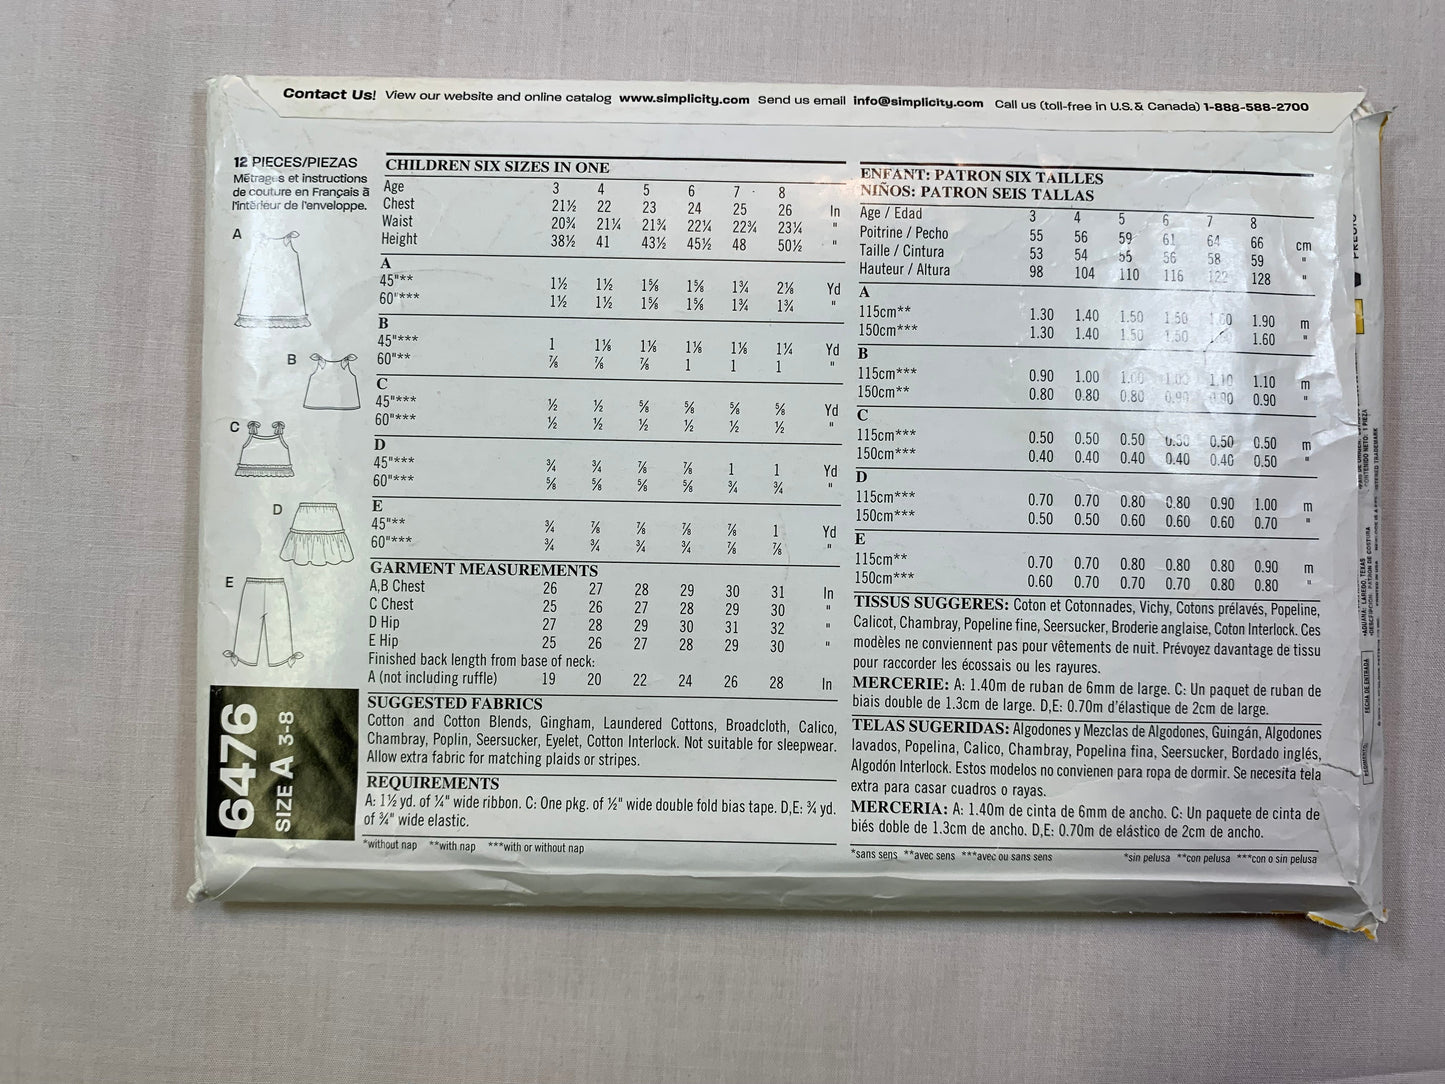 Contact Us! View our website and online catalog www.simplicity.com Send us email info@simplicity.com Call us (toll-free in U.S. & Canada) 1-888-588-2700
12 PIECES/PIEZAS
Métrages et instructions
de couture en Français à
l'intérieur de l'enveloppe.
A
B
C
D
E
6476
SIZE A 3-8
CHILDREN SIX SIZES IN ONE
Age 3 4 5 6 7 8
Chest 21½ 22 23 24 25 26 In
Waist 20¾ 21¼ 21¾ 22¼ 22¾ 23¼ "
Height 38½ 41 43½ 45½ 48 50½ "
A
45"** 1½ 1½ 1⅝ 1⅝ 1¾ 2⅛ Yd
60"*** 1½ 1½ 1⅝ 1⅝ 1¾ 1¾ "
B
45"*** 1 1⅛ 1⅛ 1⅛ 1⅛ 1¼ Yd
60"** ⅞ ⅞ ⅞ 1 1 1 "
C
45"*** ½ ½ ⅝ ⅝ ⅝ ⅝ Yd
60"*** ½ ½ ½ ½ ½ ½ "
D
45"*** ¾ ¾ ⅞ ⅞ 1 1 Yd
60"*** ⅝ ⅝ ⅝ ⅝ ¾ ¾ "
E
45"** ¾ ⅞ ⅞ ⅞ ⅞ 1 Yd
60"*** ¾ ¾ ¾ ¾ ⅞ ⅞ "
GARMENT MEASUREMENTS
A,B Chest 26 27 28 29 30 31 In
C Chest 25 26 27 28 29 30 "
D Hip 27 28 29 30 31 32 "
E Hip 25 26 27 28 29 30 "
Finished back length from base of neck:
A (not including ruffle) 19 20 22 24 26 28 In
SUGGESTED FABRICS
Cotton and Cotton Blends, Gingham, Laundered Cottons, Broadcloth, Calico,
Chambray, Poplin, Seersucker, Eyelet, Cotton Interlock. Not suitable for sleepwear.
Allow extra fabric for matching plaids or stripes.
REQUIREMENTS
A: 1½ yd. of ¼" wide ribbon. C: One pkg. of ½" wide double fold bias tape. D,E: ¾ yd.
of ¾" wide elastic.
*without nap **with nap ***with or without nap
ENFANT: PATRON SIX TAILLES
NIÑOS: PATRON SEIS TALLAS
Age / Edad 3 4 5 6 7 8
Poitrine / Pecho 55 56 59 61 64 66 cm
Taille / Cintura 53 54 55 56 58 59 "
Hauteur / Altura 98 104 110 116 122 128 "
A
115cm** 1.30 1.40 1.50 1.50 1.90 m
150cm*** 1.30 1.40 1.50 1.50 1.60 "
B
115cm*** 0.90 1.00 1.00 1.00 1.10 1.10 m
150cm** 0.80 0.80 0.80 0.90 0.90 0.90 "
C
115cm*** 0.50 0.50 0.50 0.50 0.50 0.50 m
150cm*** 0.40 0.40 0.40 0.40 0.40 0.50 "
D
115cm*** 0.70 0.70 0.80 0.80 0.90 1.00 m
150cm*** 0.50 0.50 0.60 0.60 0.60 0.70 "
E
115cm** 0.70 0.70 0.80 0.80 0.80 0.90 m
150cm*** 0.60 0.70 0.70 0.70 0.80 0.80 "
TISSUS SUGGERES: Coton et Cotonnades, Vichy, Cotons prélavés, Popeline,
Calicot, Chambray, Popeline fine, Seersucker, Broderie anglaise, Coton Interlock. Ces
modèles ne conviennent pas pour vêtements de nuit. Prévoyez davantage de tissu
pour raccorder les écossais ou les rayures.
MERCERIE: A: 1.40m de ruban de 6mm de large. C: Un paquet de ruban de
biais double de 1.3cm de large. D,E: 0.70m d'élastique de 2cm de large.
TELAS SUGERIDAS: Algodones y Mezclas de Algodones, Guingán, Algodones
lavados, Popelina, Calico, Chambray, Popelina fina, Seersucker, Bordado inglés,
Algodón Interlock. Estos modelos no convienen para ropa de dormir. Se necesita tela
extra para casar cuadros o rayas.
MERCERIA: A: 1.40m de cinta de 6mm de ancho. C: Un paquete de cinta de
biés doble de 1.3cm de ancho. D,E: 0.70m de elástico de 2cm de ancho.
*sans sens **avec sens ***avec ou sans sens *sin pelusa **con pelusa ***con o sin pelusa
CONTENIDO NETO: 1 PIEZA
FECHA DE ENTRADA